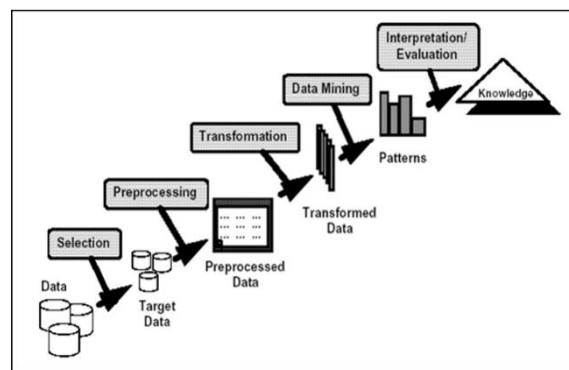 Interpretation/
Evaluation
Data Mining
Knowledge
Transformation
Patterns
Preprocessing
Transformed
Data
Selection
Preprocessed
Data
Data
Target
Data